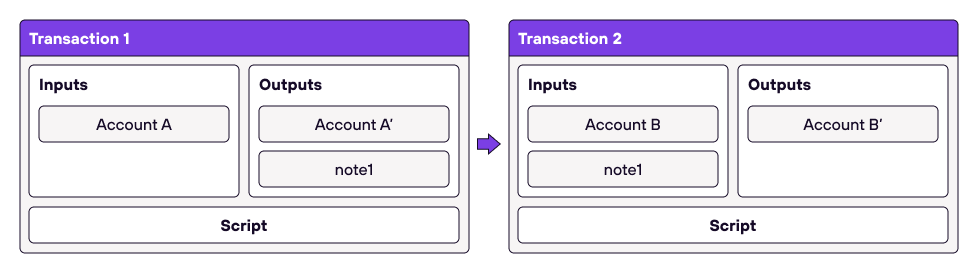 Transaction 1
Inputs
Account A
Outputs
Account A′
note1
Script
Transaction 2
Inputs
Account B
note1
Outputs
Account B′
Script